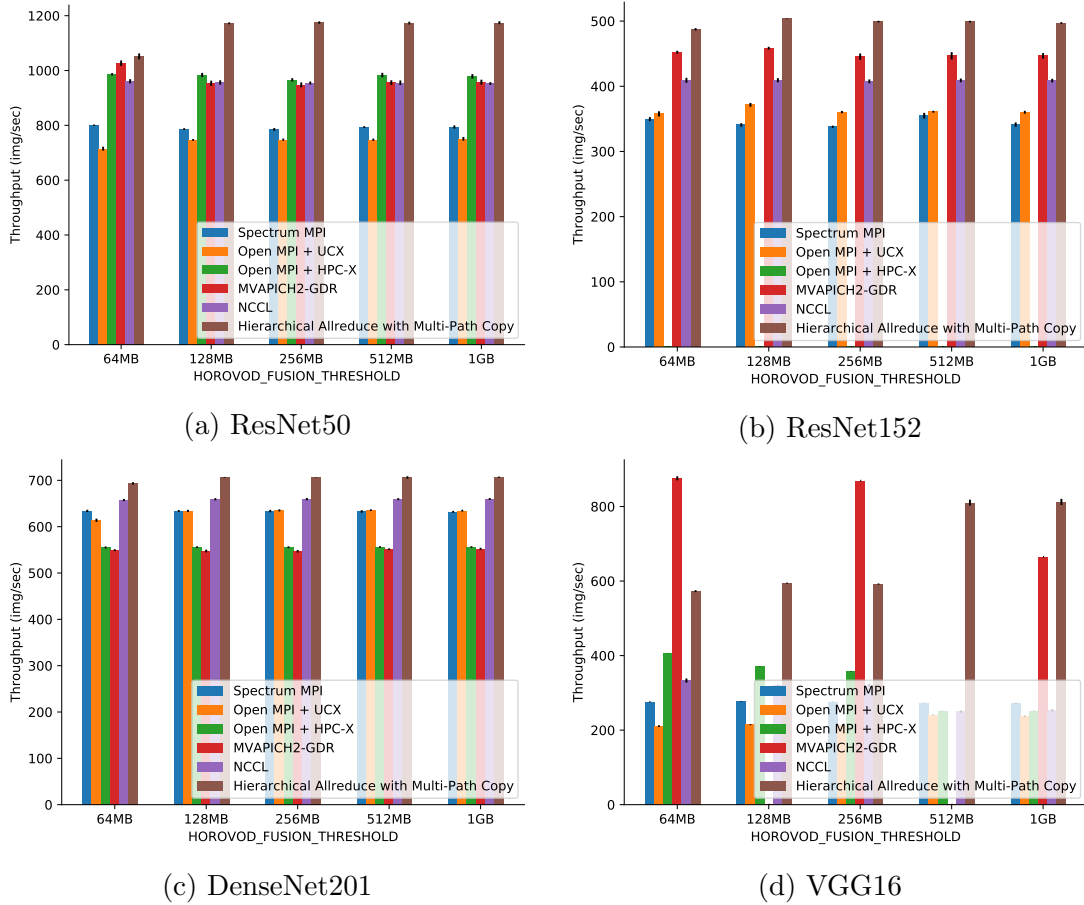 1200
1000
800
600
400
200
0
Throughput (img/sec)
Spectrum MPI
Open MPI + UCX
Open MPI + HPC-X
MVAPICH2-GDR
NCCL
Hierarchical Allreduce with Multi-Path Copy
64MB 128MB 256MB 512MB 1GB
HOROVOD_FUSION_THRESHOLD
(a) ResNet50
500
400
300
200
100
0
Throughput (img/sec)
Spectrum MPI
Open MPI + UCX
Open MPI + HPC-X
MVAPICH2-GDR
NCCL
Hierarchical Allreduce with Multi-Path Copy
64MB 128MB 256MB 512MB 1GB
HOROVOD_FUSION_THRESHOLD
(b) ResNet152
700
600
500
400
300
200
100
0
Throughput (img/sec)
Spectrum MPI
Open MPI + UCX
Open MPI + HPC-X
MVAPICH2-GDR
NCCL
Hierarchical Allreduce with Multi-Path Copy
64MB 128MB 256MB 512MB 1GB
HOROVOD_FUSION_THRESHOLD
(c) DenseNet201
800
600
400
200
0
Throughput (img/sec)
Spectrum MPI
Open MPI + UCX
Open MPI + HPC-X
MVAPICH2-GDR
NCCL
Hierarchical Allreduce with Multi-Path Copy
64MB 128MB 256MB 512MB 1GB
HOROVOD_FUSION_THRESHOLD
(d) VGG16